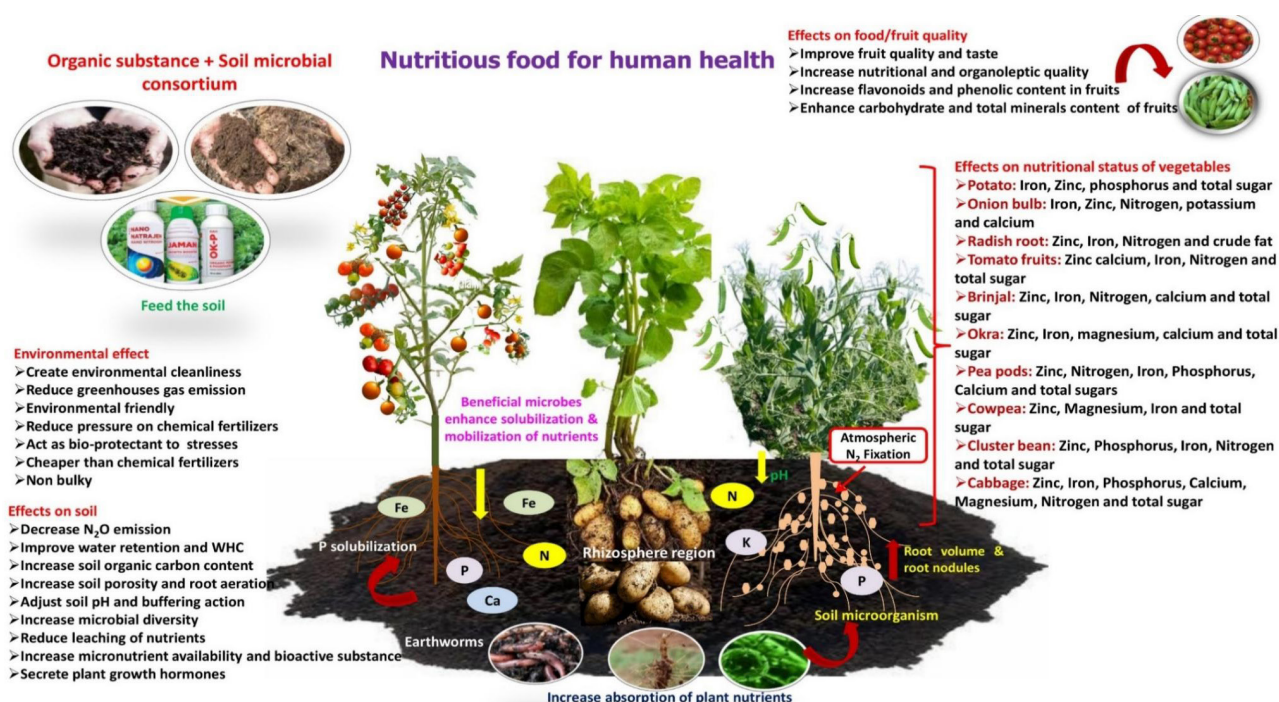 Organic substance + Soil microbial
consortium
NANO
JAMAN
OK-P
Feed the soil
Environmental effect
➢Create environmental cleanliness
➢Reduce greenhouses gas emission
➢Environmental friendly
➢Reduce pressure on chemical fertilizers
➢Act as bio-protectant to stresses
➢Cheaper than chemical fertilizers
➢Non bulky
Effects on soil
➢Decrease N₂O emission
➢Improve water retention and WHC
➢Increase soil organic carbon content
➢Increase soil porosity and root aeration
➢Adjust soil pH and buffering action
➢Increase microbial diversity
➢Reduce leaching of nutrients
➢Increase micronutrient availability and bioactive substance
➢Secrete plant growth hormones
Nutritious food for human health
Beneficial microbes
enhance solubilization &
mobilization of nutrients
Fe
Fe
P solubilization
N
P
Ca
Rhizosphere region
N
pH
K
P
Atmospheric
N₂ Fixation
Root volume &
root nodules
Soil microorganism
Earthworms
Increase absorption of plant nutrients
Effects on food/fruit quality
➢Improve fruit quality and taste
➢Increase nutritional and organoleptic quality
➢Increase flavonoids and phenolic content in fruits
➢Enhance carbohydrate and total minerals content of fruits
Effects on nutritional status of vegetables
➢Potato: Iron, Zinc, phosphorus and total sugar
➢Onion bulb: Iron, Zinc, Nitrogen, potassium
and calcium
➢Radish root: Zinc, Iron, Nitrogen and crude fat
➢Tomato fruits: Zinc calcium, Iron, Nitrogen and
total sugar
➢Brinjal: Zinc, Iron, Nitrogen, calcium and total
sugar
➢Okra: Zinc, Iron, magnesium, calcium and total
sugar
➢Pea pods: Zinc, Nitrogen, Iron, Phosphorus,
Calcium and total sugars
➢Cowpea: Zinc, Magnesium, Iron and total
sugar
➢Cluster bean: Zinc, Phosphorus, Iron, Nitrogen
and total sugar
➢Cabbage: Zinc, Iron, Phosphorus, Calcium,
Magnesium, Nitrogen and total sugar